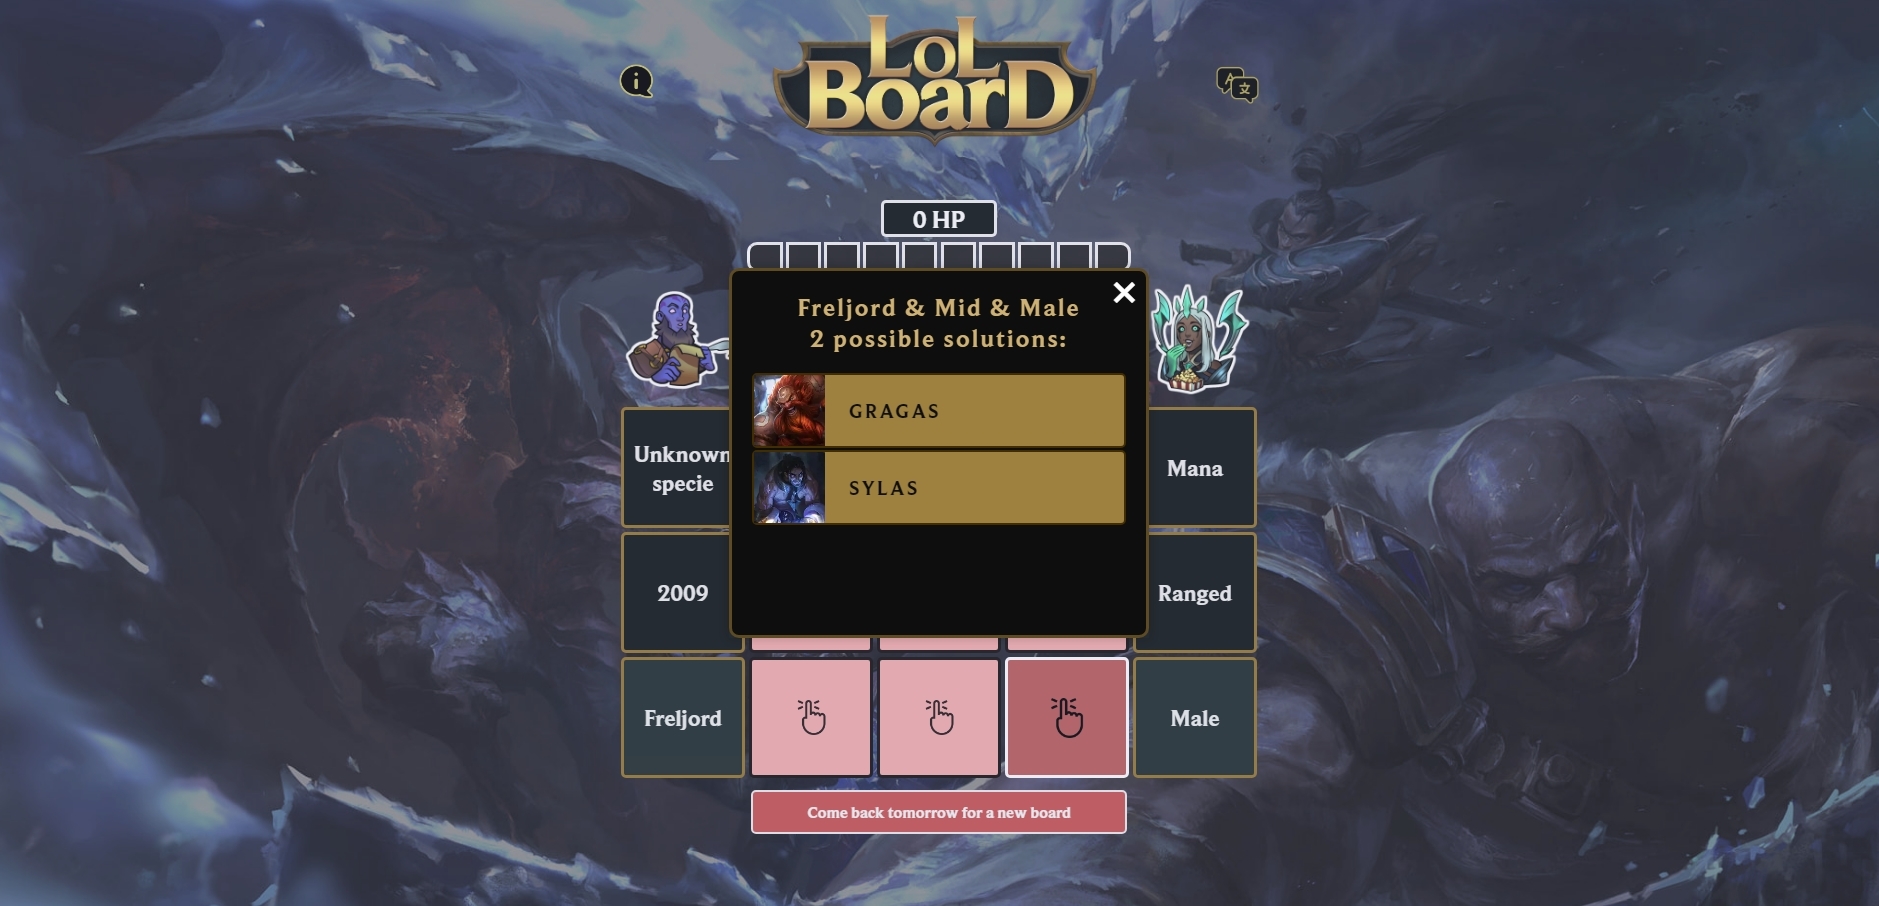 LoL
BoarD
0 HP
Freljord & Mid & Male
2 possible solutions:
GRAGAS
SYLAS
Unknown
specie
Mana
2009
Ranged
Freljord
Male
Come back tomorrow for a new board